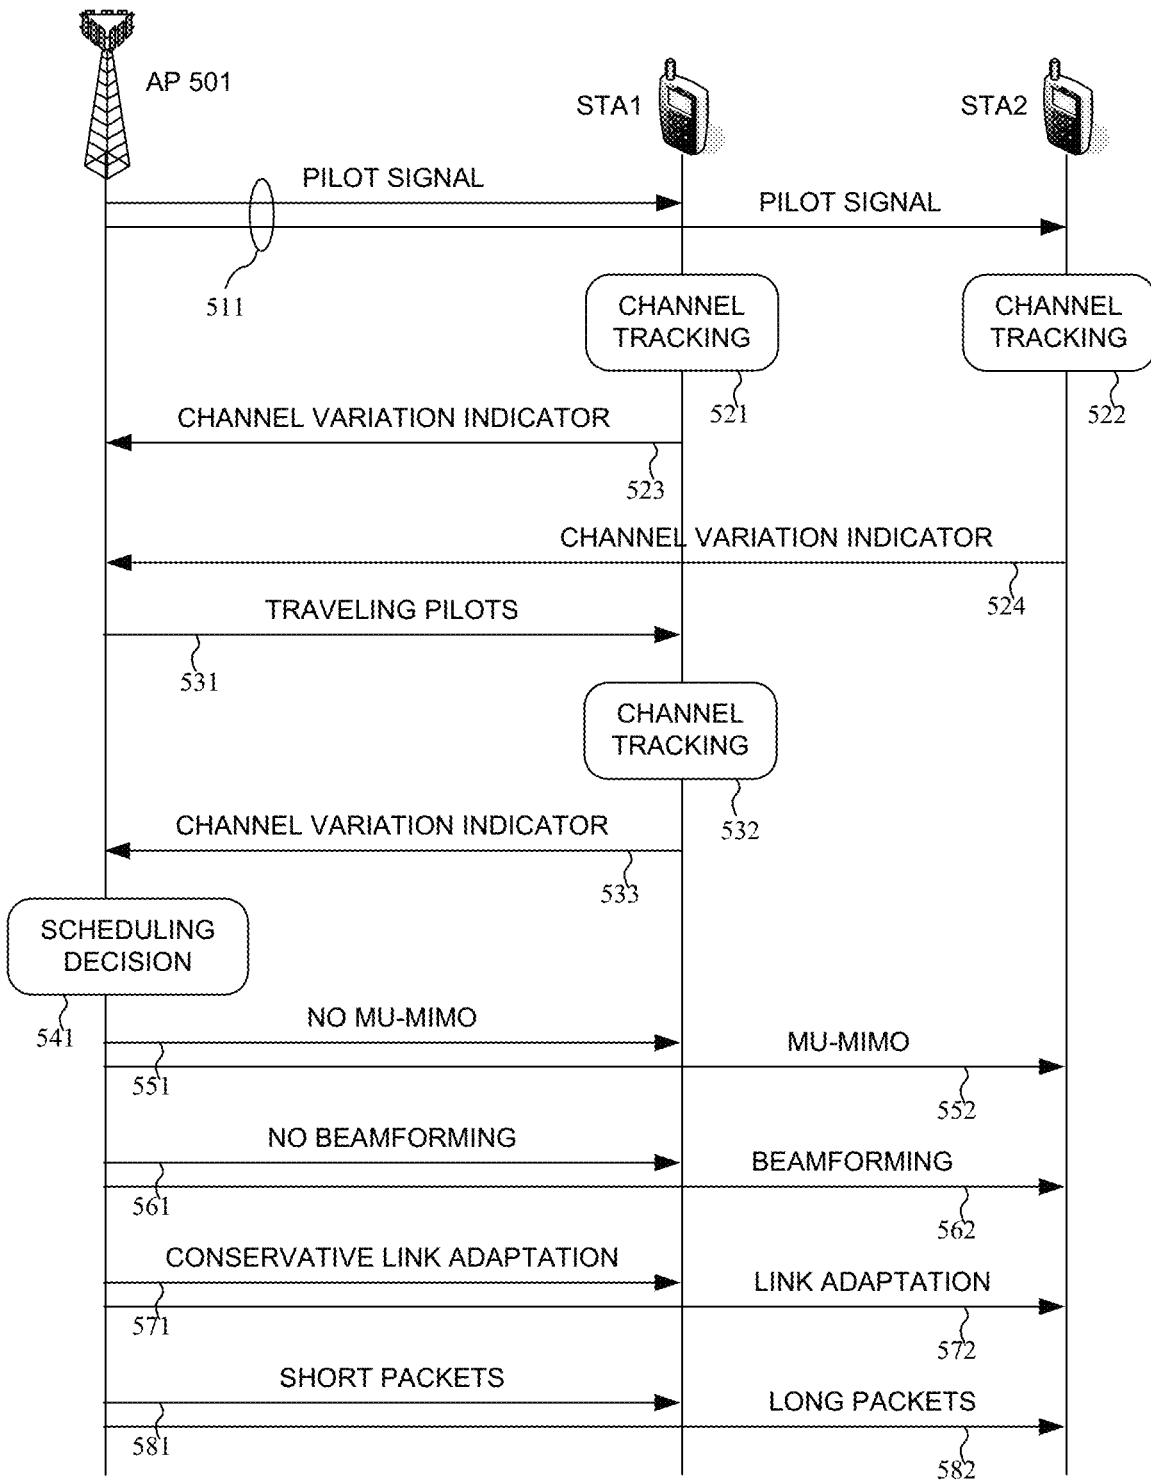 AP 501
STA1
STA2
PILOT SIGNAL
PILOT SIGNAL
511
CHANNEL
TRACKING
521
CHANNEL
TRACKING
522
CHANNEL VARIATION INDICATOR
523
CHANNEL VARIATION INDICATOR
524
TRAVELING PILOTS
531
CHANNEL
TRACKING
532
CHANNEL VARIATION INDICATOR
533
SCHEDULING
DECISION
541
NO MU-MIMO
551
MU-MIMO
552
NO BEAMFORMING
561
BEAMFORMING
562
CONSERVATIVE LINK ADAPTATION
571
LINK ADAPTATION
572
SHORT PACKETS
581
LONG PACKETS
582